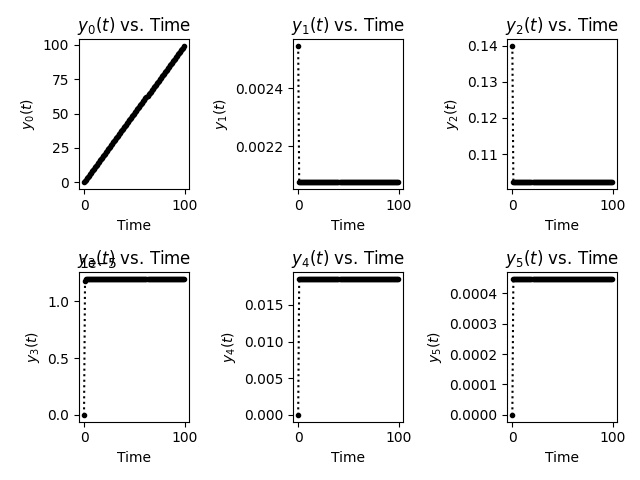 y₀(t) vs. Time
y₁(t) vs. Time
y₂(t) vs. Time
100
75
50
25
0
y₀(t)
0 100
Time
0.0024
0.0022
y₁(t)
0 100
Time
0.14
0.13
0.12
0.11
y₂(t)
0 100
Time
y₃(t) vs. Time
1e−5
y₄(t) vs. Time
y₅(t) vs. Time
1.0
0.5
0.0
y₃(t)
0 100
Time
0.015
0.010
0.005
0.000
y₄(t)
0 100
Time
0.0004
0.0003
0.0002
0.0001
0.0000
y₅(t)
0 100
Time